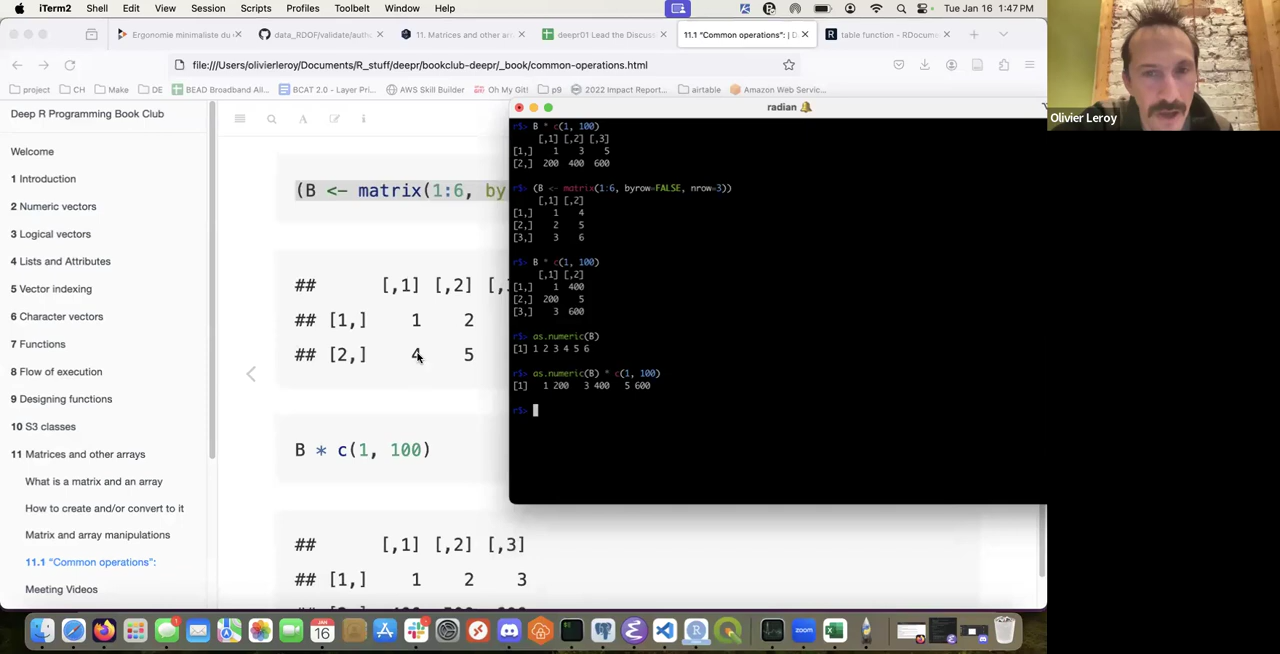 iTerm2 Shell Edit View Session Scripts Profiles Toolbelt Window Help Tue Jan 16 1:47 PM
Ergonomie minimaliste du c
data_RDOF/validate/autho
11. Matrices and other arra
deepr01 Lead the Discuss
11.1 "Common operations": | D
table function - RDocume
file:///Users/olivierleroy/Documents/R_stuff/deepr/bookclub-deepr/_book/common-operations.html
project CH Make DE BEAD Broadband All... BCAT 2.0 - Layer Pri... AWS Skill Builder Oh My Git! p9 2022 Impact Report... airtable Amazon Web Servic...
Deep R Programming Book Club
Welcome
1 Introduction
2 Numeric vectors
3 Logical vectors
4 Lists and Attributes
5 Vector indexing
6 Character vectors
7 Functions
8 Flow of execution
9 Designing functions
10 S3 classes
11 Matrices and other arrays
What is a matrix and an array
How to create and/or convert to it
Matrix and array manipulations
11.1 "Common operations":
Meeting Videos
(B <- matrix(1:6, by
## [,1] [,2] [,
## [1,] 1 2
## [2,] 4 5
B * c(1, 100)
## [,1] [,2] [,3]
## [1,] 1 2 3
radian
r$> B * c(1, 100)
[,1] [,2] [,3]
[1,] 1 3 5
[2,] 200 400 600
r$> (B <- matrix(1:6, byrow=FALSE, nrow=3))
[,1] [,2]
[1,] 1 4
[2,] 2 5
[3,] 3 6
r$> B * c(1, 100)
[,1] [,2]
[1,] 1 400
[2,] 200 5
[3,] 3 600
r$> as.numeric(B)
[1] 1 2 3 4 5 6
r$> as.numeric(B) * c(1, 100)
[1] 1 200 3 400 5 600
r$>
Olivier Leroy
JAN
16
zoom